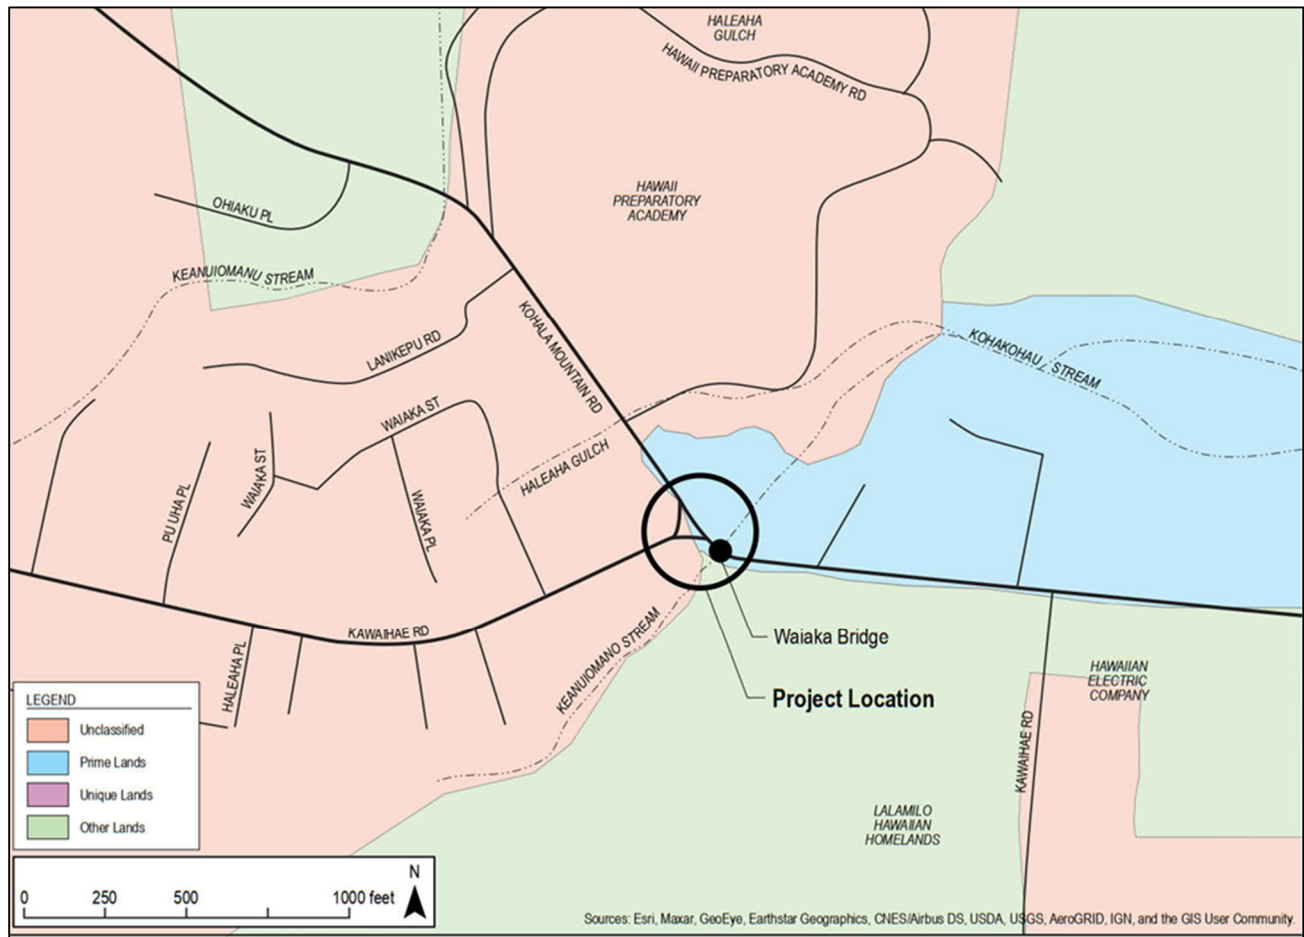 HALEAHA
GULCH
HAWAII PREPARATORY ACADEMY RD
HAWAII
PREPARATORY
ACADEMY
OHIAKU PL
KEANUIOMANU STREAM
LANIKEPU RD
KOHALA MOUNTAIN RD
KOHAKOHAU STREAM
WAIAKA ST
WAIAKA ST
HALEAHA GULCH
PU UHA PL
WAIAKA PL
KAWAIHAE RD
HALEAHA PL
KEANUIOMANO STREAM
Waiaka Bridge
Project Location
HAWAIIAN
ELECTRIC
COMPANY
KAWAIHAE RD
LALAMILO
HAWAIIAN
HOMELANDS
LEGEND
Unclassified
Prime Lands
Unique Lands
Other Lands
N
0 250 500 1000 feet
Sources: Esri, Maxar, GeoEye, Earthstar Geographics, CNES/Airbus DS, USDA, USGS, AeroGRID, IGN, and the GIS User Community.